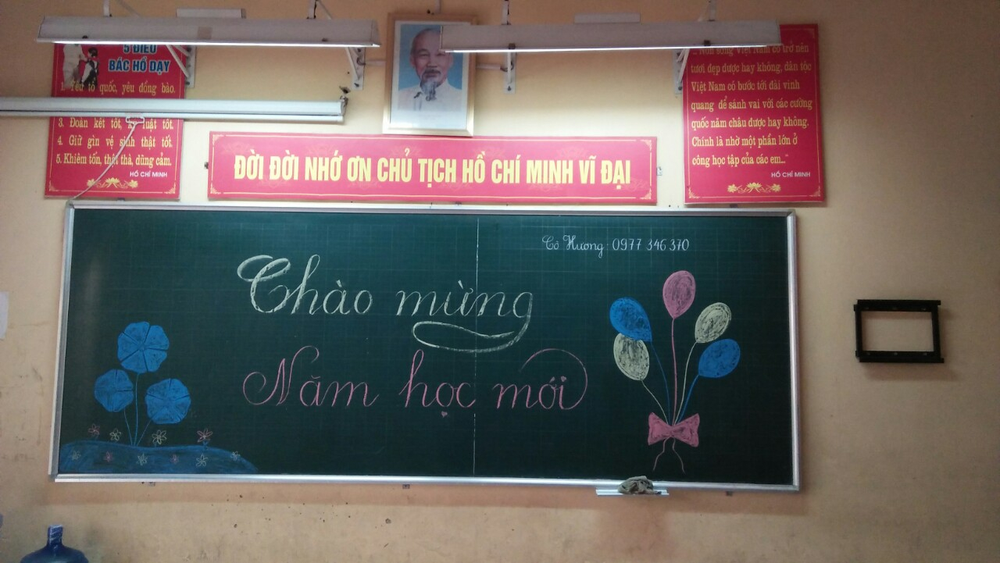 5 ĐIỀU
BÁC HỒ DẠY
1. Yêu tổ quốc, yêu đồng bào.
3. Đoàn kết tốt, kỷ luật tốt.
4. Giữ gìn vệ sinh thật tốt.
5. Khiêm tốn, thật thà, dũng cảm.
HỒ CHÍ MINH
ĐỜI ĐỜI NHỚ ƠN CHỦ TỊCH HỒ CHÍ MINH VĨ ĐẠI
"...Non sông Việt Nam có trở nên
tươi đẹp được hay không, dân tộc
Việt Nam có bước tới đài vinh
quang để sánh vai với các cường
quốc năm châu được hay không.
Chính là nhờ một phần lớn ở
công học tập của các em..."
HỒ CHÍ MINH
Cô Hương: 0977 346 370
Chào mừng
Năm học mới